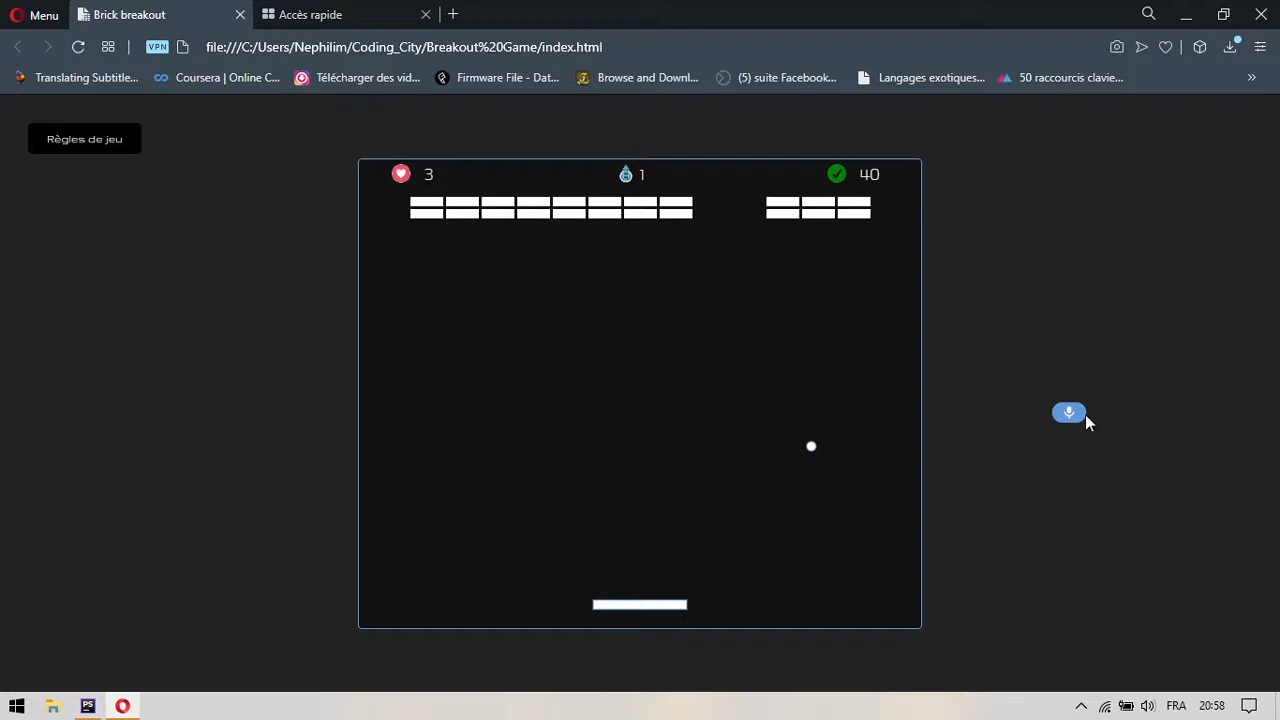 Menu
Brick breakout
Accès rapide
VPN
file:///C:/Users/Nephilim/Coding_City/Breakout%20Game/index.html
Translating Subtitle...
Coursera | Online C...
Télécharger des vid...
Firmware File - Dat...
Browse and Downl...
(5) suite Facebook...
Langages exotiques...
50 raccourcis clavie...
Règles de jeu
3
1
40
PS
FRA
20:58